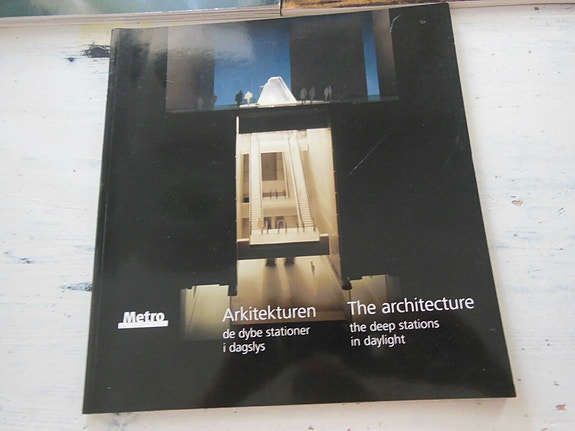 Metro
Arkitekturen
de dybe stationer
i dagslys
The architecture
the deep stations
in daylight